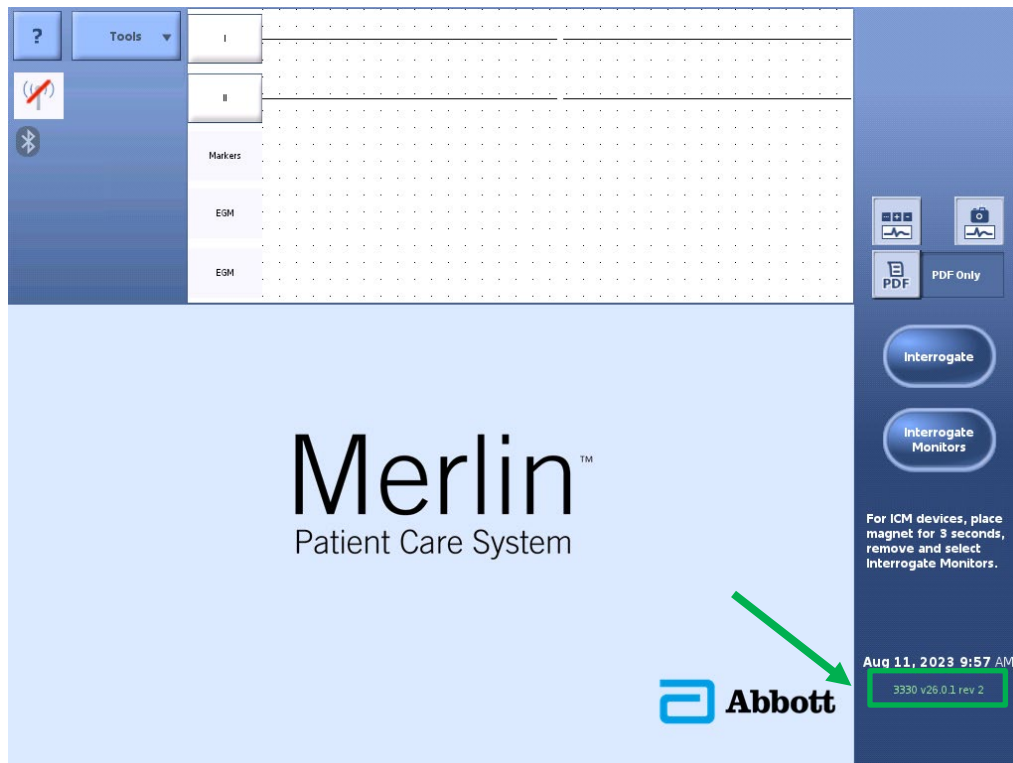 ?
Tools
I
II
Markers
EGM
EGM
PDF
PDF Only
Interrogate
Interrogate
Monitors
For ICM devices, place
magnet for 3 seconds,
remove and select
Interrogate Monitors.
Merlin™
Patient Care System
Aug 11, 2023 9:57 AM
3330 v26.0.1 rev 2
Abbott